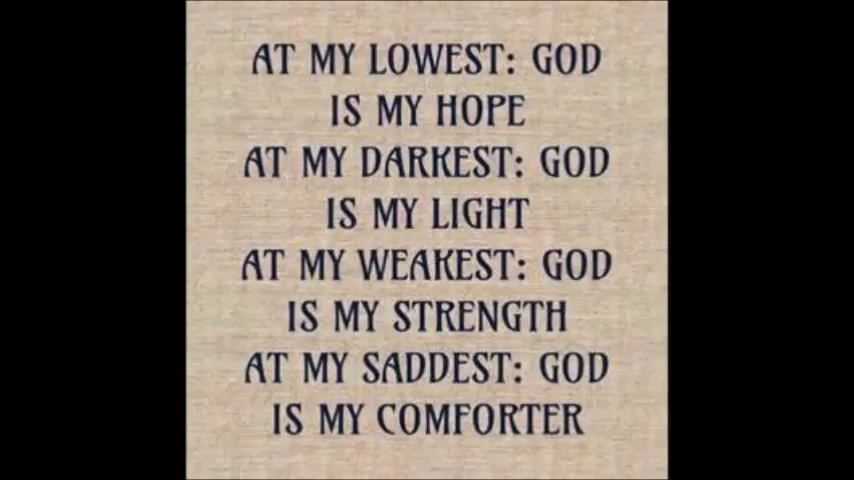 AT MY LOWEST: GOD
IS MY HOPE
AT MY DARKEST: GOD
IS MY LIGHT
AT MY WEAKEST: GOD
IS MY STRENGTH
AT MY SADDEST: GOD
IS MY COMFORTER